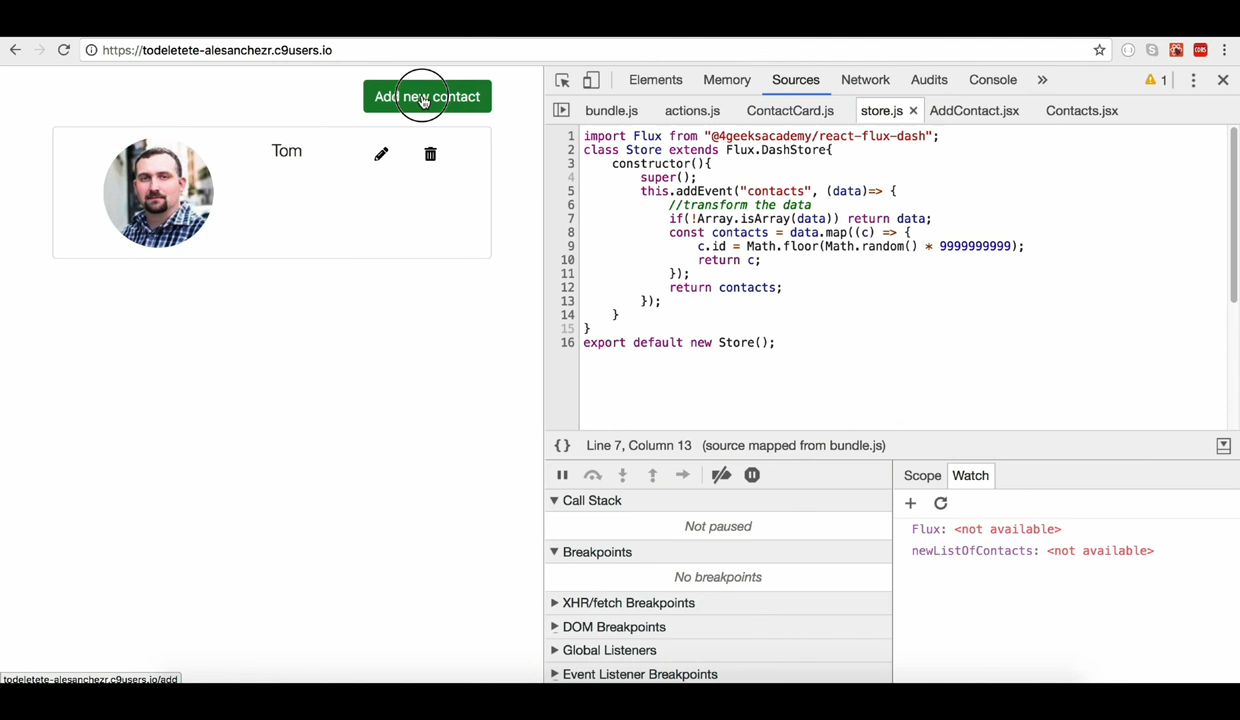 https://todeletete-alesanchezr.c9users.io
Add new contact
Tom
todeletete-alesanchezr.c9users.io/add
Elements Memory Sources Network Audits Console » 1
bundle.js actions.js ContactCard.js store.js × AddContact.jsx Contacts.jsx
1 import Flux from "@4geeksacademy/react-flux-dash";
2 class Store extends Flux.DashStore{
3 constructor(){
4 super();
5 this.addEvent("contacts", (data)=> {
6 //transform the data
7 if(!Array.isArray(data)) return data;
8 const contacts = data.map((c) => {
9 c.id = Math.floor(Math.random() * 9999999999);
10 return c;
11 });
12 return contacts;
13 });
14 }
15 }
16 export default new Store();
{} Line 7, Column 13 (source mapped from bundle.js)
Call Stack
Not paused
Breakpoints
No breakpoints
XHR/fetch Breakpoints
DOM Breakpoints
Global Listeners
Event Listener Breakpoints
Scope Watch
Flux: <not available>
newListOfContacts: <not available>